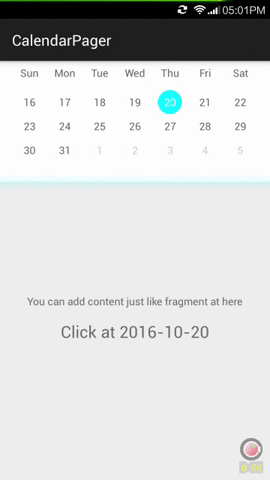 05:01PM
CalendarPager
Sun Mon Tue Wed Thu Fri Sat
16 17 18 19 20 21 22
23 24 25 26 27 28 29
30 31 1 2 3 4 5
You can add content just like fragment at here
Click at 2016-10-20
0:05